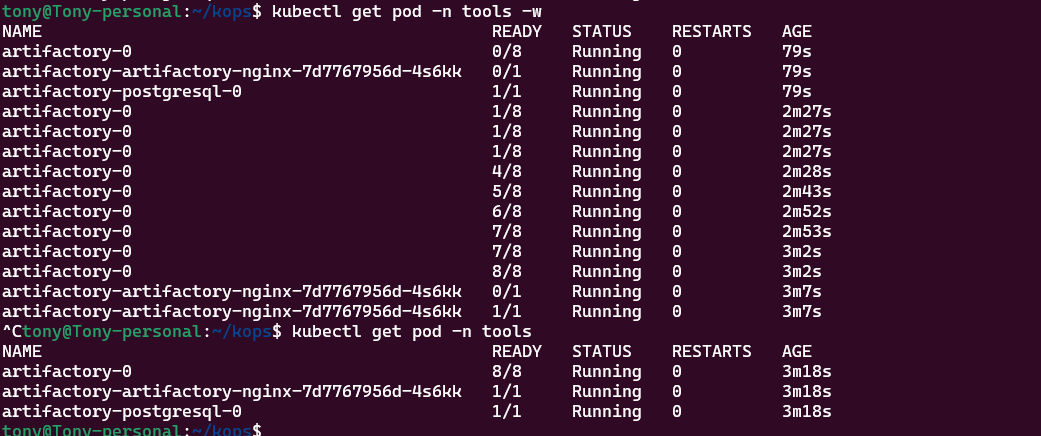 tony@Tony-personal:~/kops$ kubectl get pod -n tools -w
NAME READY STATUS RESTARTS AGE
artifactory-0 0/8 Running 0 79s
artifactory-artifactory-nginx-7d7767956d-4s6kk 0/1 Running 0 79s
artifactory-postgresql-0 1/1 Running 0 79s
artifactory-0 1/8 Running 0 2m27s
artifactory-0 1/8 Running 0 2m27s
artifactory-0 1/8 Running 0 2m27s
artifactory-0 4/8 Running 0 2m28s
artifactory-0 5/8 Running 0 2m43s
artifactory-0 6/8 Running 0 2m52s
artifactory-0 7/8 Running 0 2m53s
artifactory-0 7/8 Running 0 3m2s
artifactory-0 8/8 Running 0 3m2s
artifactory-artifactory-nginx-7d7767956d-4s6kk 0/1 Running 0 3m7s
artifactory-artifactory-nginx-7d7767956d-4s6kk 1/1 Running 0 3m7s
^Ctony@Tony-personal:~/kops$ kubectl get pod -n tools
NAME READY STATUS RESTARTS AGE
artifactory-0 8/8 Running 0 3m18s
artifactory-artifactory-nginx-7d7767956d-4s6kk 1/1 Running 0 3m18s
artifactory-postgresql-0 1/1 Running 0 3m18s
tony@Tony-personal:~/kops$